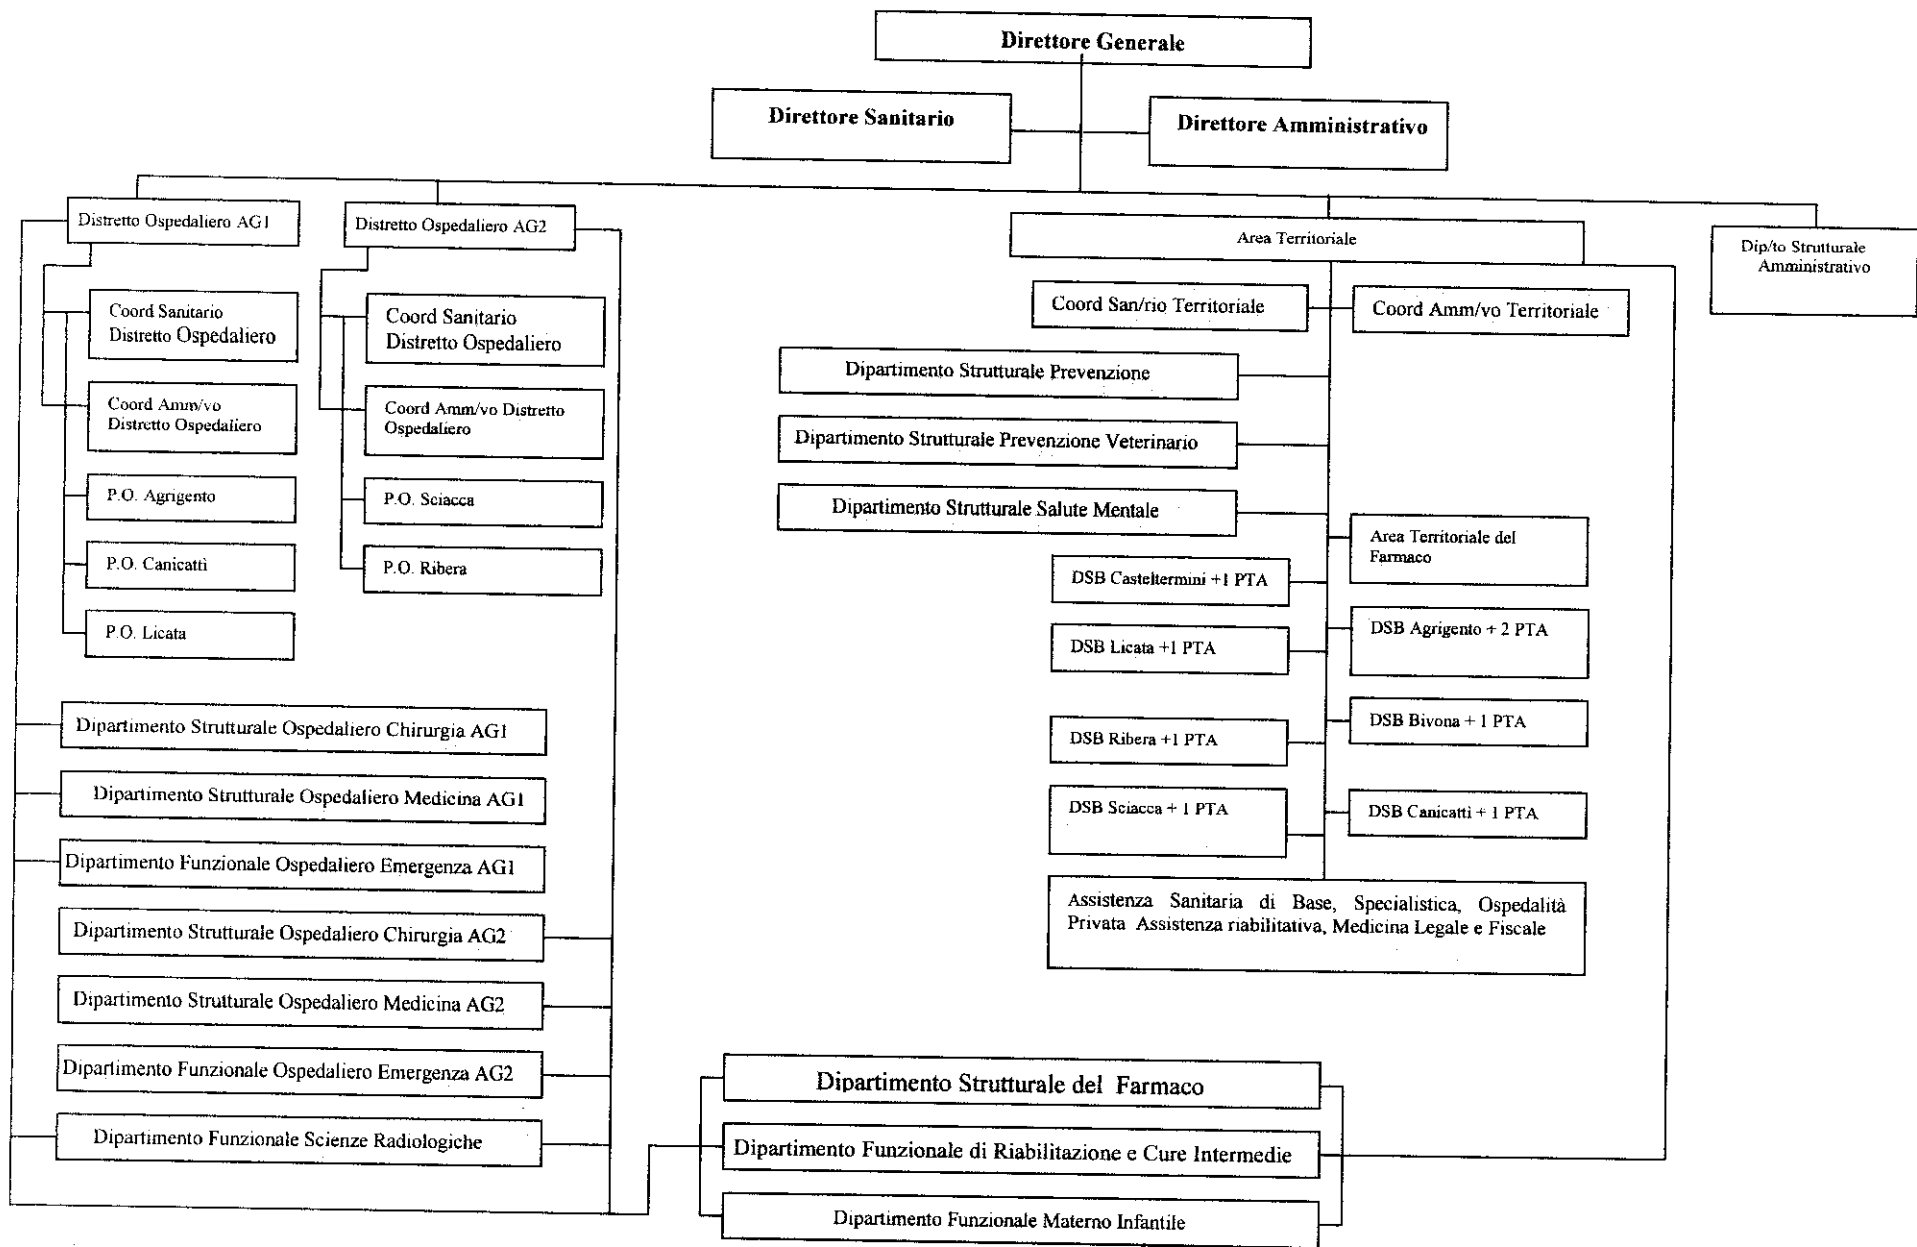 Direttore Generale
Direttore Sanitario
Direttore Amministrativo
Distretto Ospedaliero AG1
Distretto Ospedaliero AG2
Area Territoriale
Dip/to Strutturale
Amministrativo
Coord Sanitario
Distretto Ospedaliero
Coord Amm/vo
Distretto Ospedaliero
P.O. Agrigento
P.O. Canicatti
P.O. Licata
Coord Sanitario
Distretto Ospedaliero
Coord Amm/vo Distretto
Ospedaliero
P.O. Sciacca
P.O. Ribera
Coord San/rio Territoriale
Coord Amm/vo Territoriale
Dipartimento Strutturale Prevenzione
Dipartimento Strutturale Prevenzione Veterinario
Dipartimento Strutturale Salute Mentale
Area Territoriale del
Farmaco
DSB Casteltermini +1 PTA
DSB Agrigento + 2 PTA
DSB Licata +1 PTA
DSB Bivona + 1 PTA
DSB Ribera +1 PTA
DSB Sciacca + 1 PTA
DSB Canicatti + 1 PTA
Assistenza Sanitaria di Base, Specialistica, Ospedalità
Privata Assistenza riabilitativa, Medicina Legale e Fiscale
Dipartimento Strutturale Ospedaliero Chirurgia AG1
Dipartimento Strutturale Ospedaliero Medicina AG1
Dipartimento Funzionale Ospedaliero Emergenza AG1
Dipartimento Strutturale Ospedaliero Chirurgia AG2
Dipartimento Strutturale Ospedaliero Medicina AG2
Dipartimento Funzionale Ospedaliero Emergenza AG2
Dipartimento Funzionale Scienze Radiologiche
Dipartimento Strutturale del Farmaco
Dipartimento Funzionale di Riabilitazione e Cure Intermedie
Dipartimento Funzionale Materno Infantile